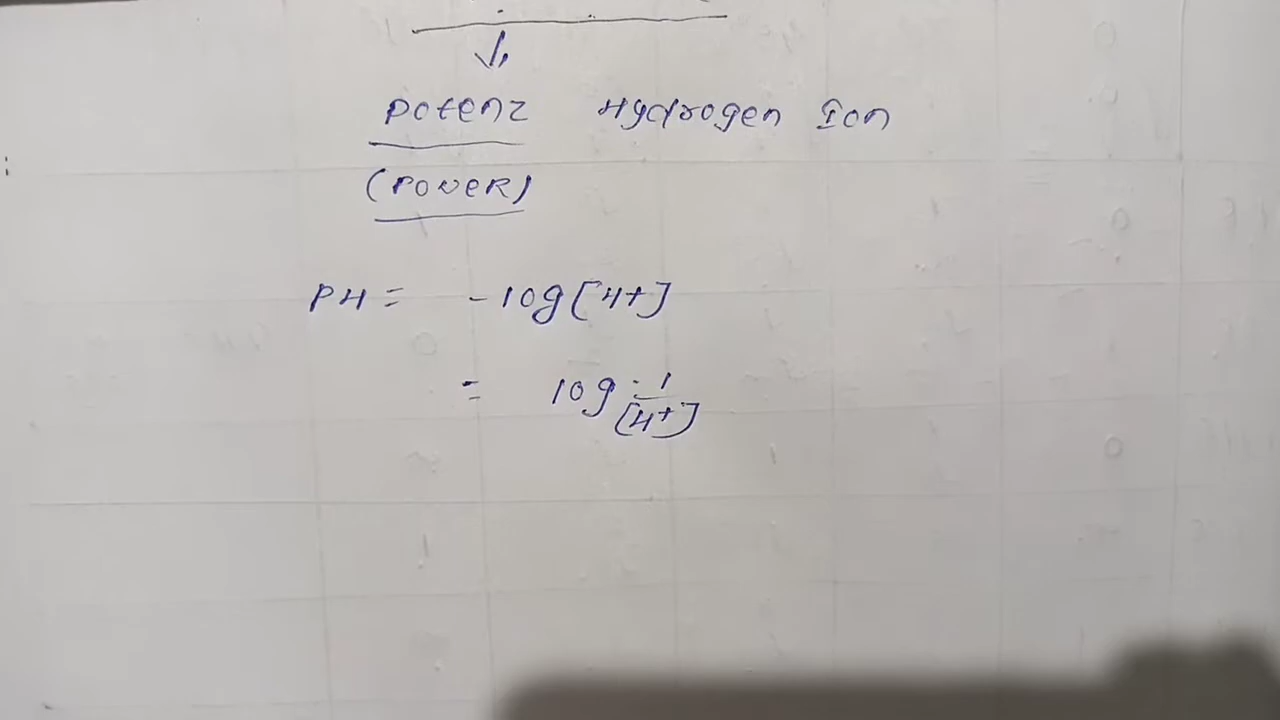 Potenz Hydrogen Ion
(Power)
PH = - log [H+]
= log 1/[H+]